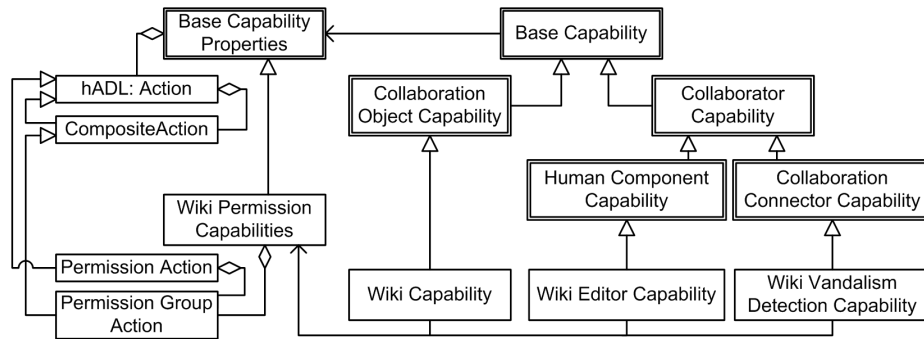 Base Capability
Properties
Base Capability
hADL: Action
CompositeAction
Collaboration
Object Capability
Collaborator
Capability
Human Component
Capability
Collaboration
Connector Capability
Wiki Permission
Capabilities
Permission Action
Permission Group
Action
Wiki Capability
Wiki Editor Capability
Wiki Vandalism
Detection Capability